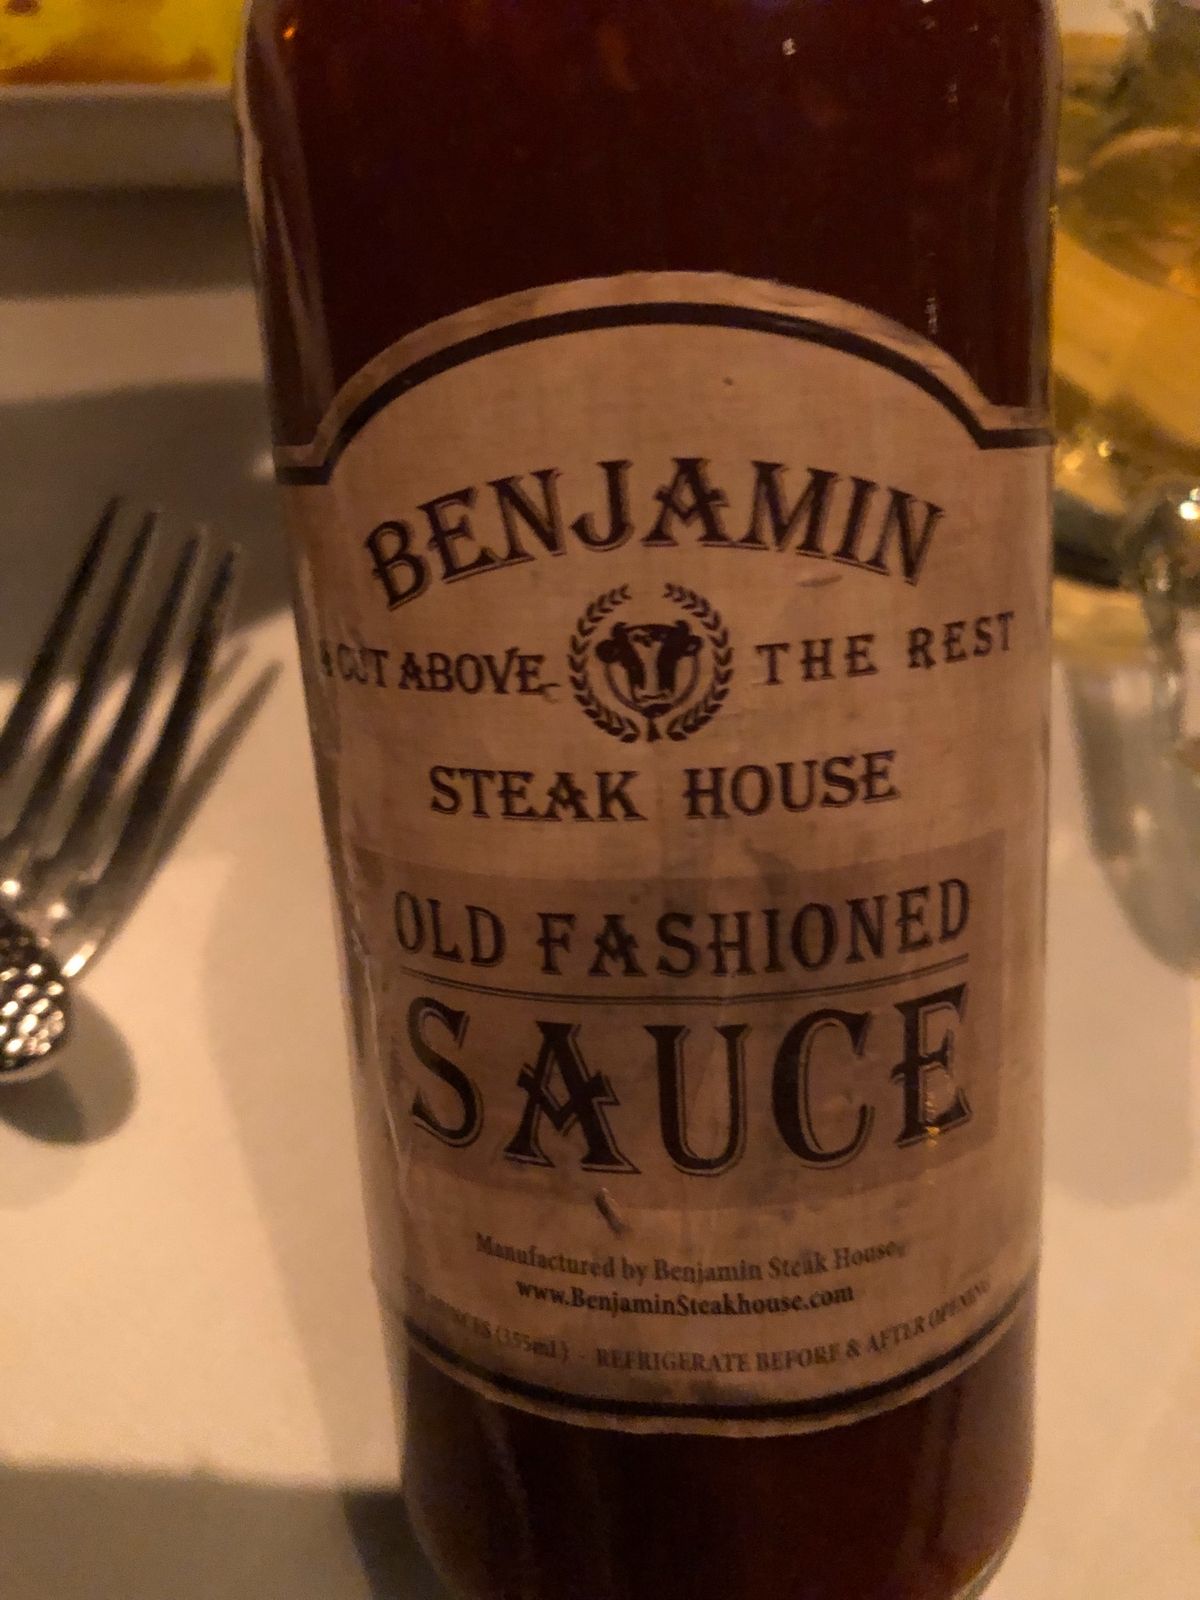 BENJAMIN
A CUT ABOVE THE REST
STEAK HOUSE
OLD FASHIONED
SAUCE
Manufactured by Benjamin Steak House
www.BenjaminSteakhouse.com
(355ml) - REFRIGERATE BEFORE & AFTER OPENING